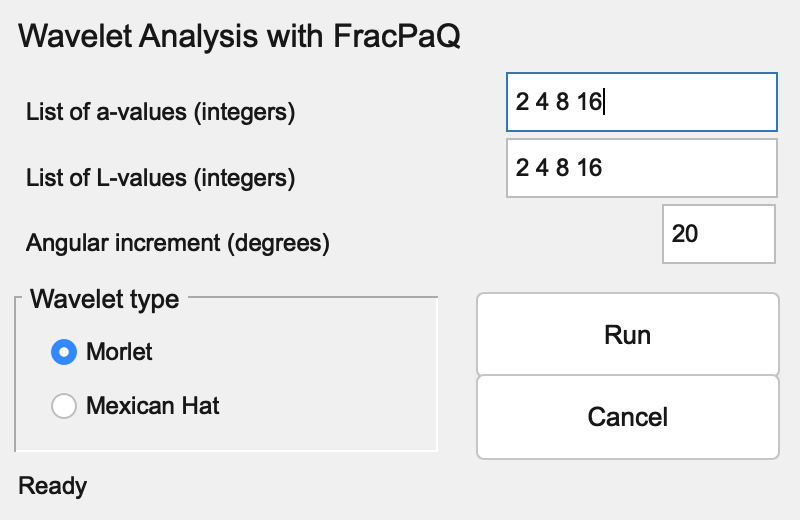 Wavelet Analysis with FracPaQ
List of a-values (integers) 2 4 8 16
List of L-values (integers) 2 4 8 16
Angular increment (degrees) 20
Wavelet type
Morlet
Mexican Hat
Run
Cancel
Ready